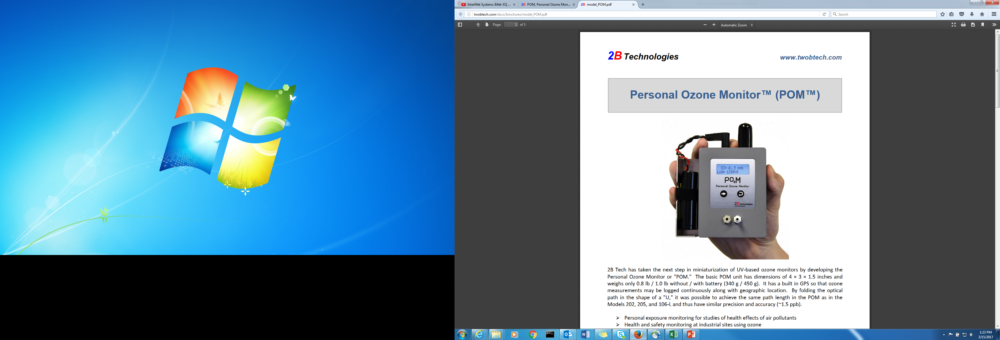 InterMet Systems iMet-XQ ...
2B POM, Personal Ozone Mon...
2B model_POM.pdf
twobtech.com/docs/brochures/model_POM.pdf
Search
Page: 1 of 3
Automatic Zoom
2B Technologies
www.twobtech.com
Personal Ozone Monitor™ (POM™)
O3= 41.9 ppb
Log= 6749:0
PO3M
Personal Ozone Monitor
2B Technologies
2B Tech has taken the next step in miniaturization of UV-based ozone monitors by developing the
Personal Ozone Monitor or "POM." The basic POM unit has dimensions of 4 × 3 × 1.5 inches and
weighs only 0.8 lb / 1.0 lb without / with battery (340 g / 450 g). It has a built in GPS so that ozone
measurements may be logged continuously along with geographic location. By folding the optical
path in the shape of a "U," it was possible to achieve the same path length in the POM as in the
Models 202, 205, and 106-L and thus have similar precision and accuracy (~1.5 ppb).
➢ Personal exposure monitoring for studies of health effects of air pollutants
➢ Health and safety monitoring at industrial sites using ozone
1:23 PM
3/15/2017